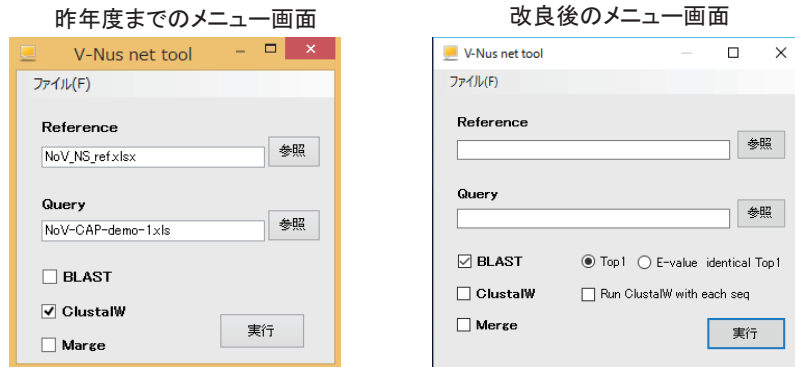 昨年度までのメニュー画面
V-Nus net tool
ファイル(F)
Reference
NoV_NS_ref.xlsx
参照
Query
NoV-CAP-demo-1.xls
参照
BLAST
ClustalW
Marge
実行
改良後のメニュー画面
V-Nus net tool
ファイル(F)
Reference
参照
Query
参照
BLAST Top1 E-value identical Top1
ClustalW Run ClustalW with each seq
Merge
実行